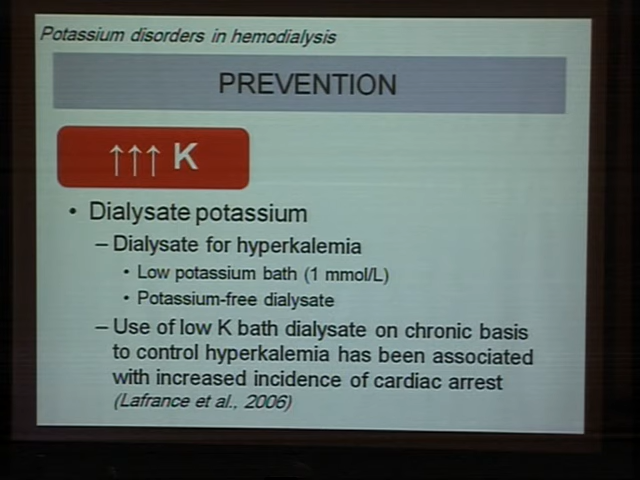 Potassium disorders in hemodialysis
PREVENTION
↑↑↑ K
• Dialysate potassium
– Dialysate for hyperkalemia
• Low potassium bath (1 mmol/L)
• Potassium-free dialysate
– Use of low K bath dialysate on chronic basis
to control hyperkalemia has been associated
with increased incidence of cardiac arrest
(Lafrance et al., 2006)